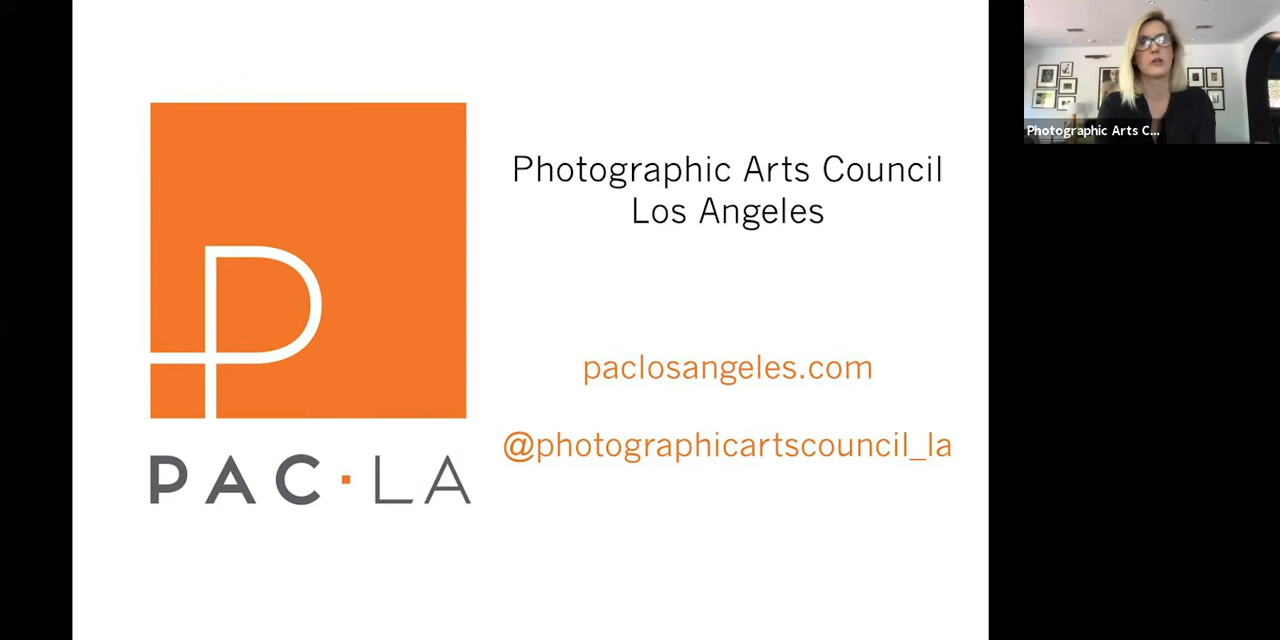 Photographic Arts Council
Los Angeles
paclosangeles.com
@photographicartscouncil_la
P
PAC·LA
Photographic Arts C...